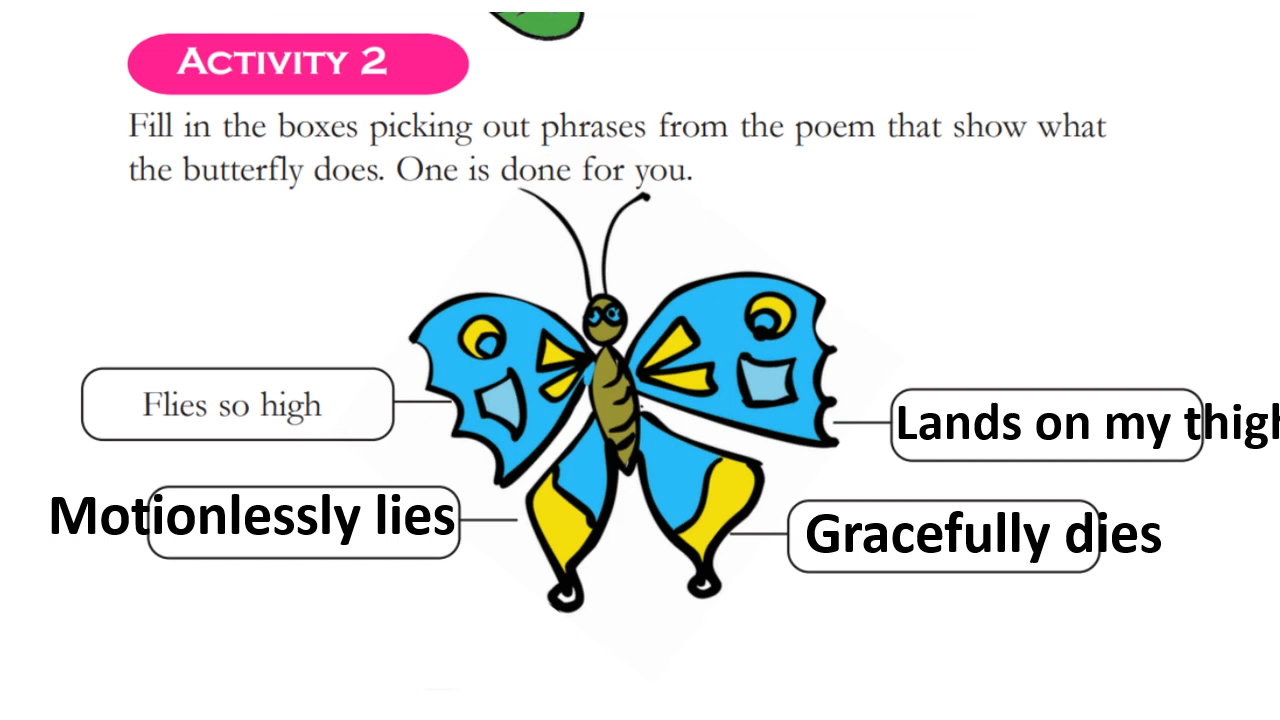 ACTIVITY 2
Fill in the boxes picking out phrases from the poem that show what
the butterfly does. One is done for you.
Flies so high
Lands on my thigh
Motionlessly lies
Gracefully dies